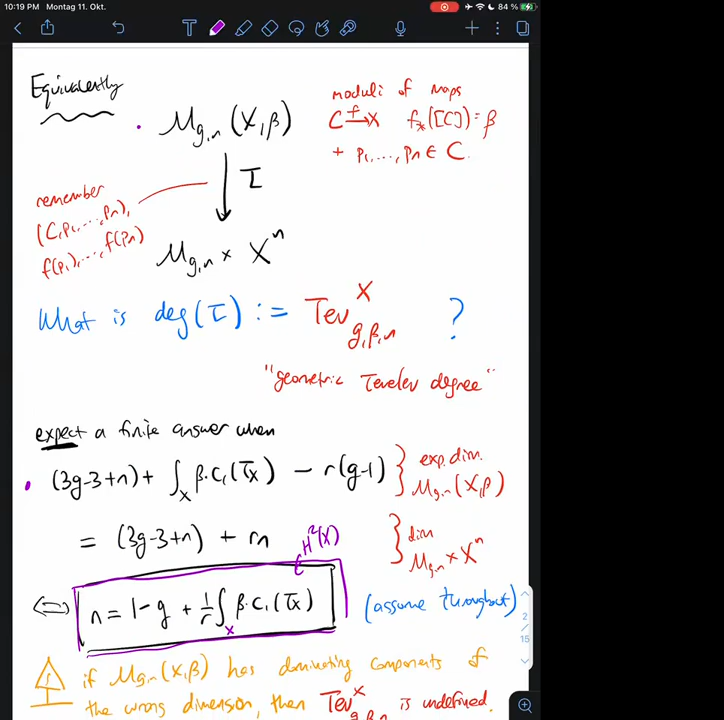 10:19 PM Montag 11. Okt.
84 %
Equivalently
M_{g,n}(X,β)
moduli of maps
C →^f X f_*([C]) = β
+ p_1,...,p_n ∈ C.
τ
remember
(C,p_1,...,p_n),
f(p_1),...,f(p_n)
M_{g,n} × X^n
What is deg(τ) := Tev^X_{g,β,n} ?
"geometric Tevelev degree"
expect a finite answer when
(3g-3+n) + ∫_X β·c_1(T_X) - r(g-1) } exp. dim. M_{g,n}(X,β)
= (3g-3+n) + rn } dim M_{g,n} × X^n
H^2(X)
⟺ n = 1-g + 1/r ∫_X β·c_1(T_X) (assume throughout)
2
15
! if M_{g,n}(X,β) has dominating components of
the wrong dimension, then Tev^X_{g,β,n} is undefined.